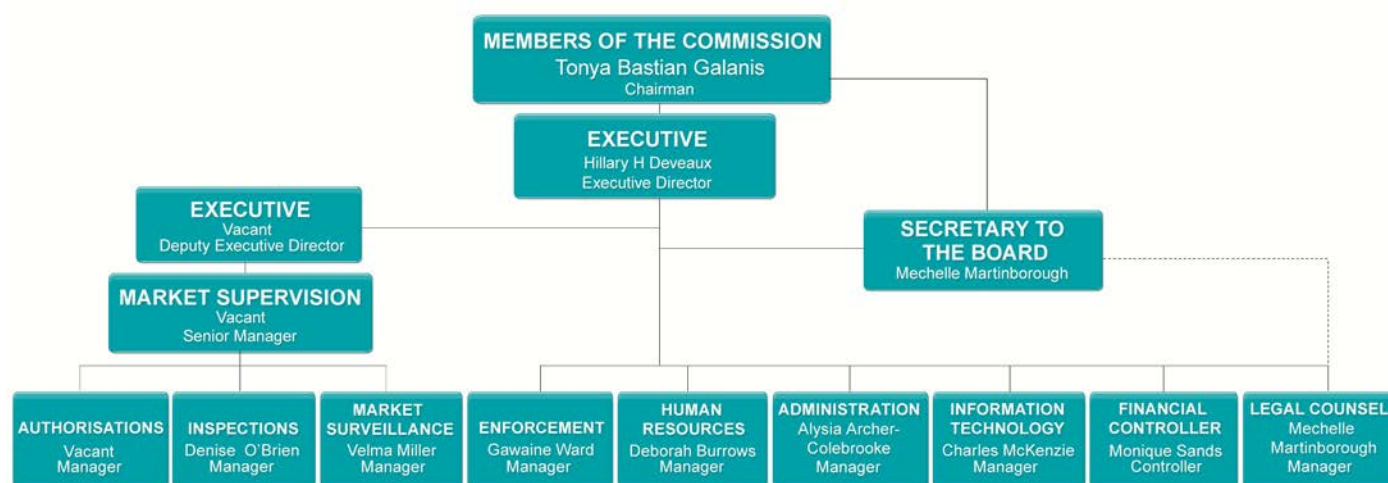 MEMBERS OF THE COMMISSION
Tonya Bastian Galanis
Chairman
EXECUTIVE
Hillary H Deveaux
Executive Director
EXECUTIVE
Vacant
Deputy Executive Director
SECRETARY TO
THE BOARD
Mechelle Martinborough
MARKET SUPERVISION
Vacant
Senior Manager
AUTHORISATIONS
Vacant
Manager
INSPECTIONS
Denise O'Brien
Manager
MARKET
SURVEILLANCE
Velma Miller
Manager
ENFORCEMENT
Gawaine Ward
Manager
HUMAN
RESOURCES
Deborah Burrows
Manager
ADMINISTRATION
Alysia Archer-
Colebrooke
Manager
INFORMATION
TECHNOLOGY
Charles McKenzie
Manager
FINANCIAL
CONTROLLER
Monique Sands
Controller
LEGAL COUNSEL
Mechelle
Martinborough
Manager